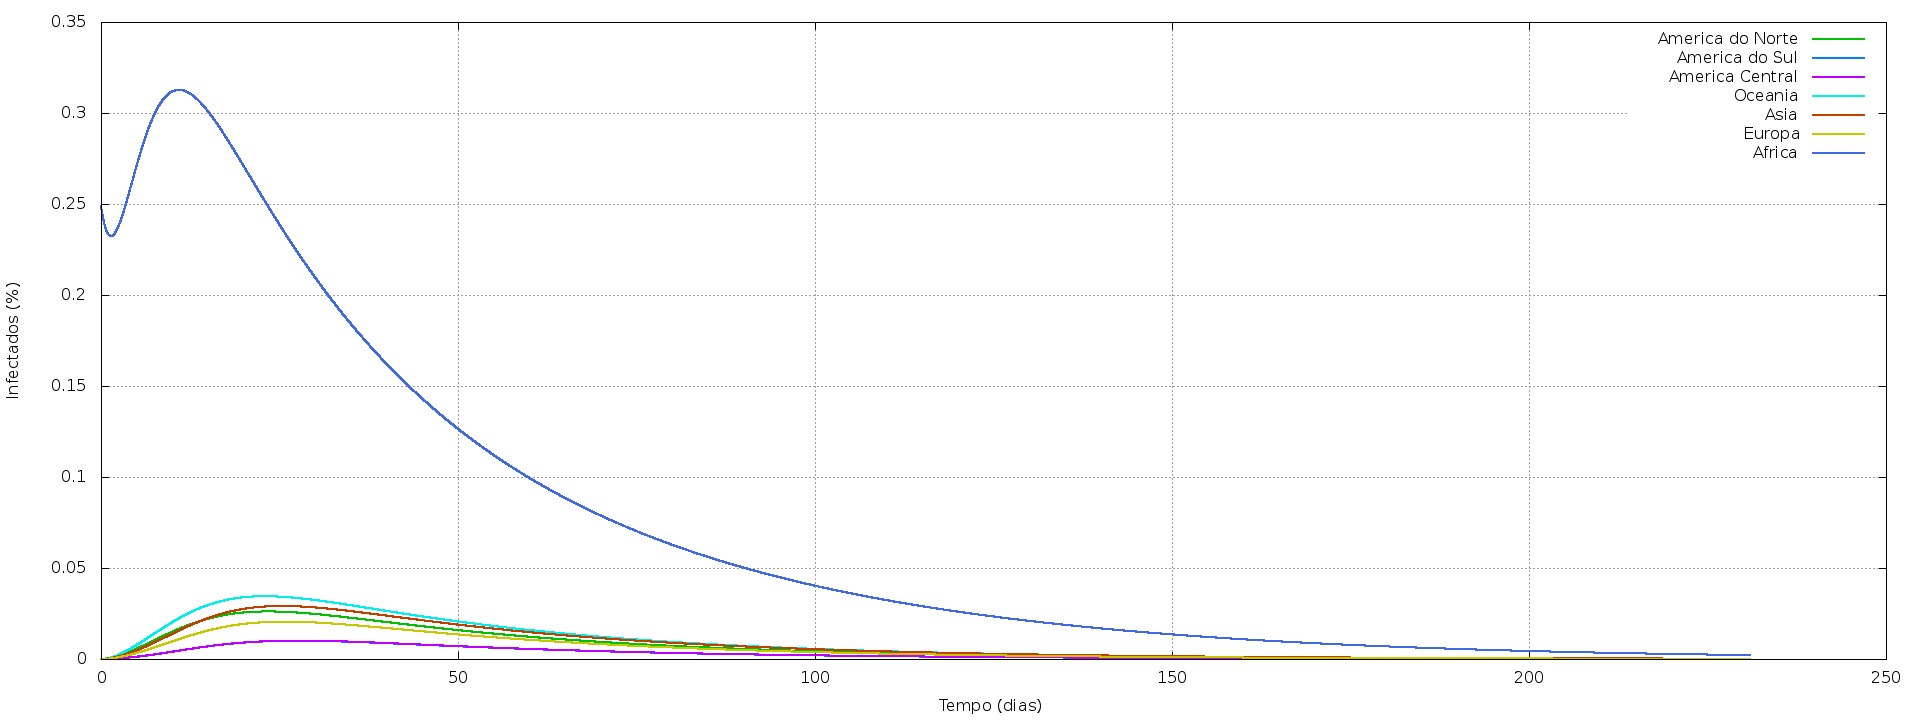 0.35
0.3
0.25
0.2
0.15
0.1
0.05
0
Infectados (%)
0
50
100
150
200
250
Tempo (dias)
America do Norte
America do Sul
America Central
Oceania
Asia
Europa
Africa